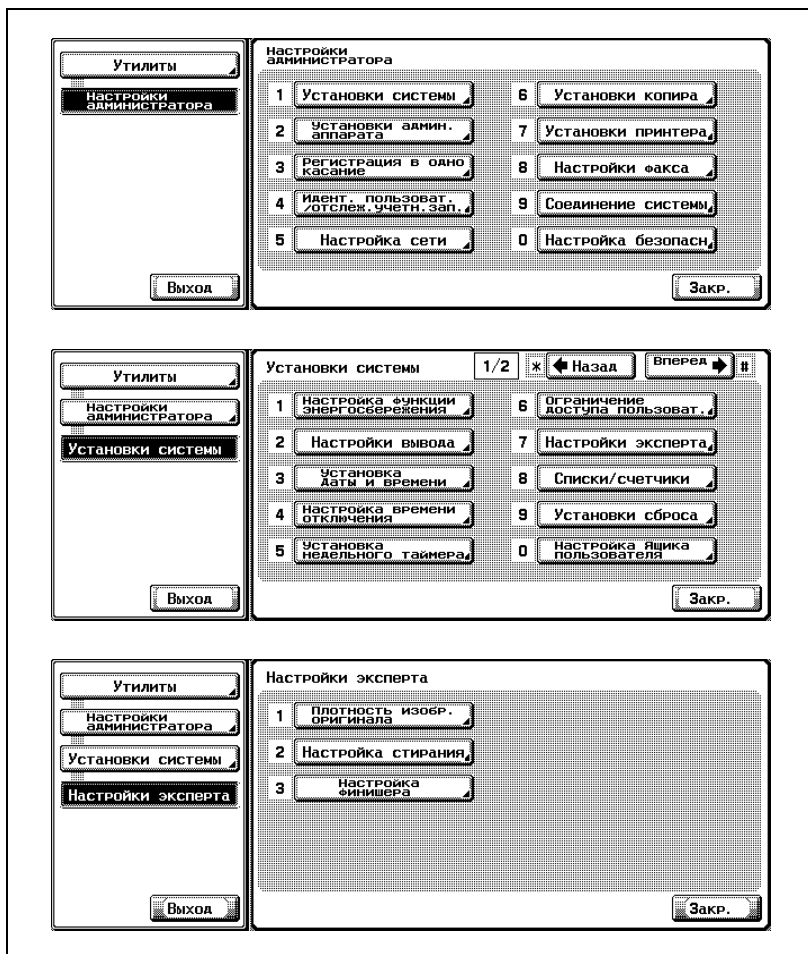 Утилиты
Настройки
администратора
Выход
Настройки
администратора
1 Установки системы
2 Установки админ.
аппарата
3 Регистрация в одно
касание
4 Идент. пользоват.
/отслеж.учетн.зап.
5 Настройка сети
6 Установки копира
7 Установки принтера
8 Настройки факса
9 Соединение системы
0 Настройка безопасн
Закр.
Утилиты
Настройки
администратора
Установки системы
Выход
Установки системы 1/2 * Назад Вперед #
1 Настройка функции
энергосбережения
2 Настройки вывода
3 Установка
даты и времени
4 Настройка времени
отключения
5 Установка
недельного таймера
6 Ограничение
доступа пользоват.
7 Настройки эксперта
8 Списки/счетчики
9 Установки сброса
0 Настройка Ящика
пользователя
Закр.
Утилиты
Настройки
администратора
Установки системы
Настройки эксперта
Выход
Настройки эксперта
1 Плотность изобр.
оригинала
2 Настройка стирания
3 Настройка
финишера
Закр.